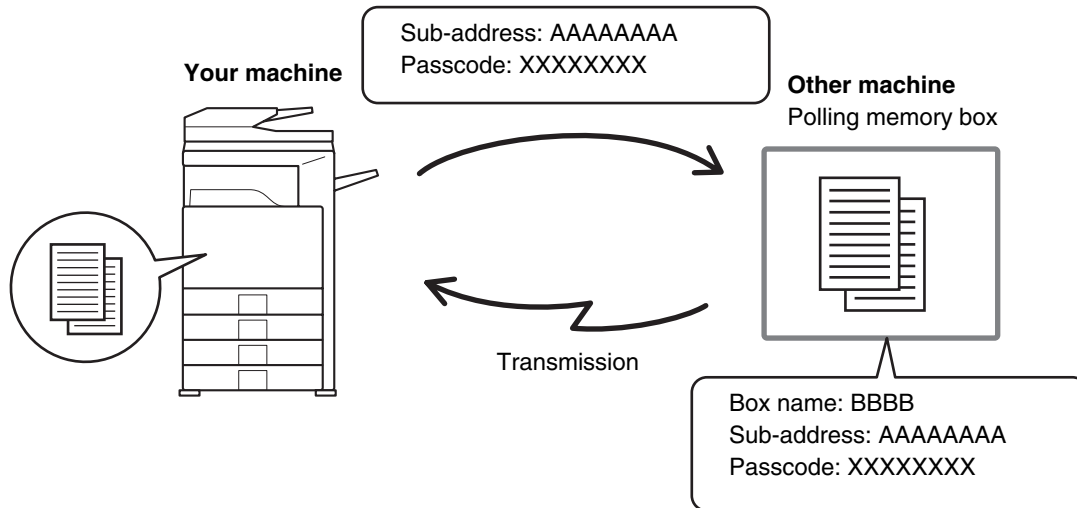 Sub-address: AAAAAAAA
Passcode: XXXXXXXX
Your machine
Other machine
Polling memory box
Transmission
Box name: BBBB
Sub-address: AAAAAAAA
Passcode: XXXXXXXX